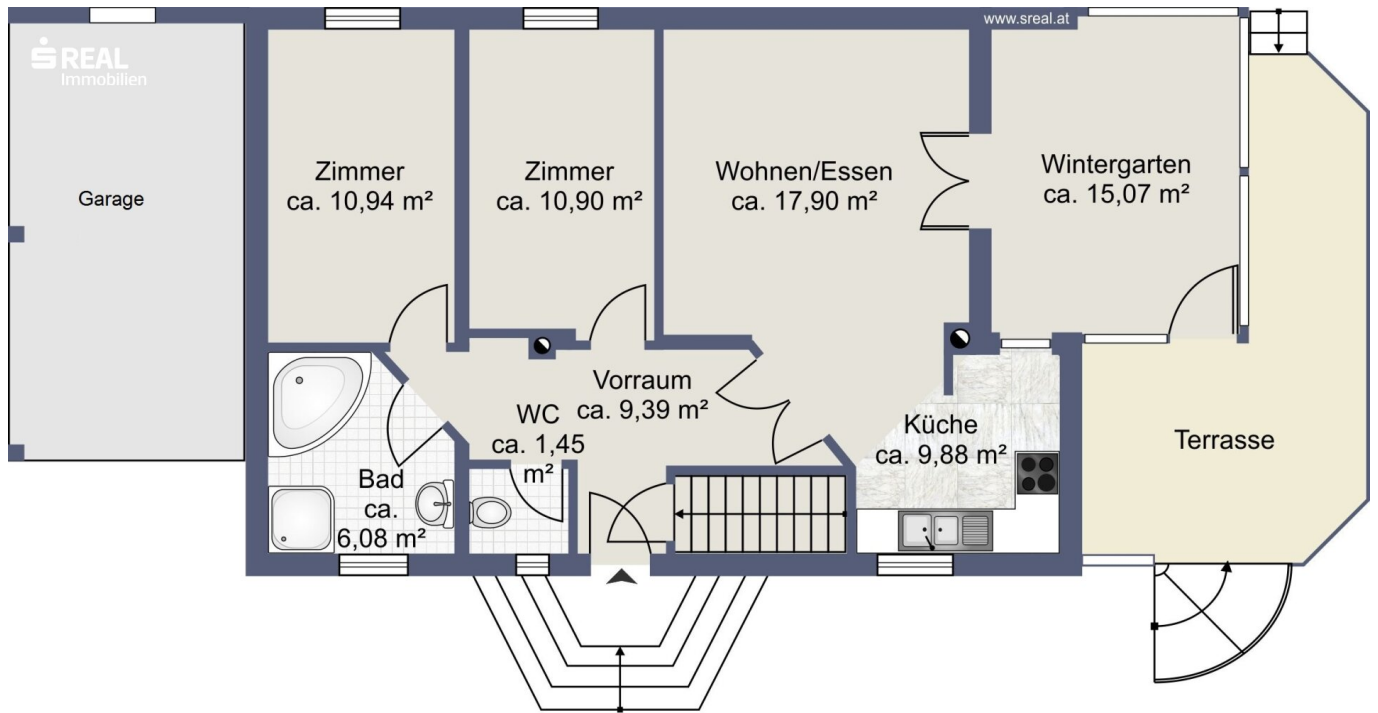 www.sreal.at
S REAL
Immobilien
Garage
Zimmer
ca. 10,94 m²
Zimmer
ca. 10,90 m²
Wohnen/Essen
ca. 17,90 m²
Wintergarten
ca. 15,07 m²
Vorraum
ca. 9,39 m²
WC
ca. 1,45
m²
Küche
ca. 9,88 m²
Terrasse
Bad
ca.
6,08 m²